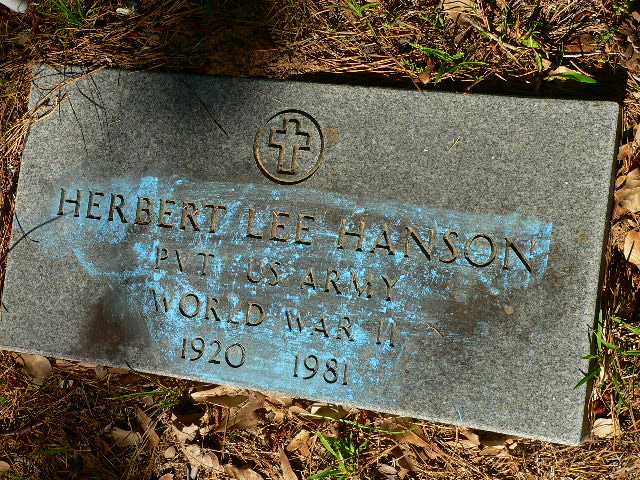 HERBERT LEE HANSON
PVT US ARMY
WORLD WAR II
1920 1981